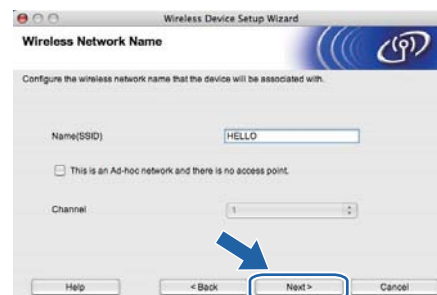 Wireless Device Setup Wizard
Wireless Network Name
Configure the wireless network name that the device will be associated with.
Name(SSID) HELLO
This is an Ad-hoc network and there is no access point.
Channel 1
Help < Back Next > Cancel